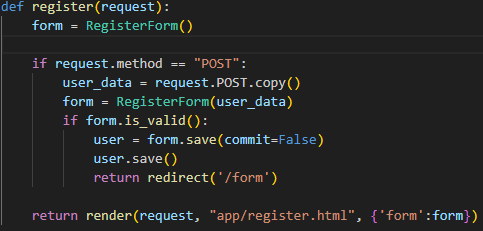 def register(request):
    form = RegisterForm()
    if request.method == "POST":
        user_data = request.POST.copy()
        form = RegisterForm(user_data)
        if form.is_valid():
            user = form.save(commit=False)
            user.save()
            return redirect('/form')
    return render(request, "app/register.html", {'form':form})